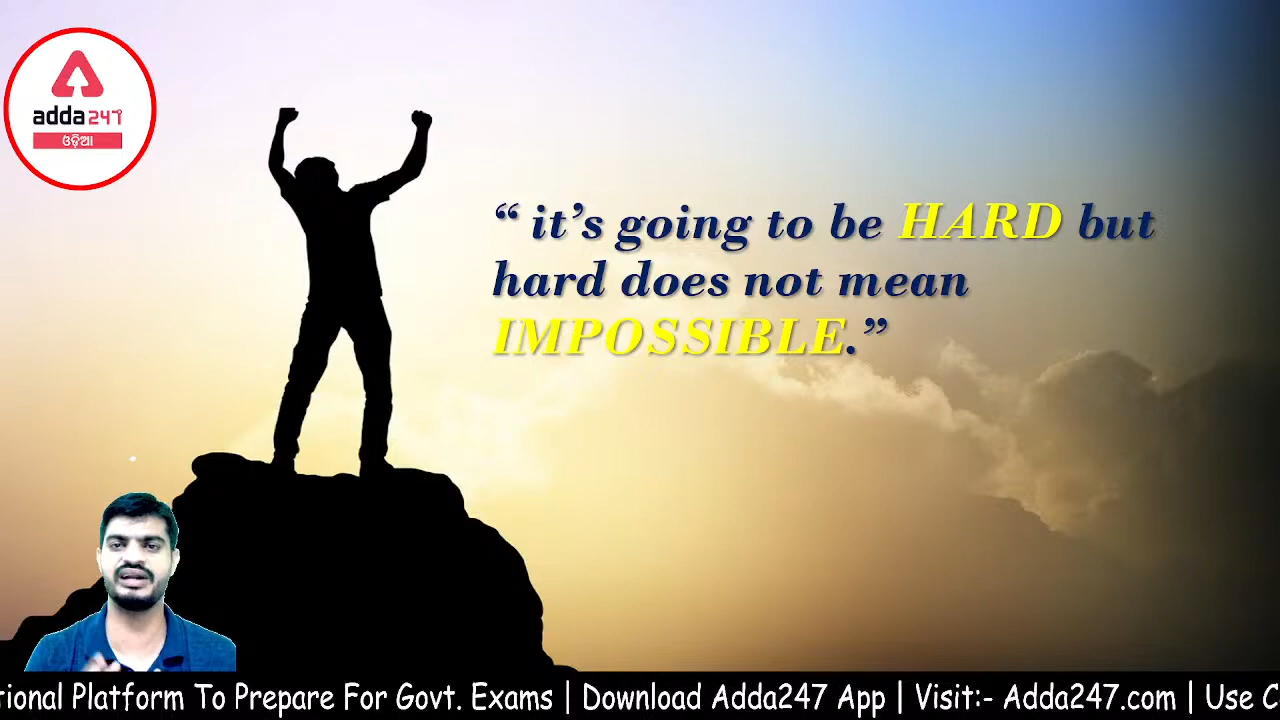 adda247
ଓଡ଼ିଆ
“ it’s going to be HARD but
hard does not mean
IMPOSSIBLE.”
tional Platform To Prepare For Govt. Exams | Download Adda247 App | Visit:- Adda247.com | Use C